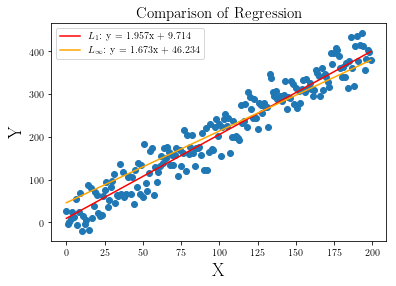 Comparison of Regression
L₁: y = 1.957x + 9.714
L∞: y = 1.673x + 46.234
Y
400
300
200
100
0
0 25 50 75 100 125 150 175 200
X